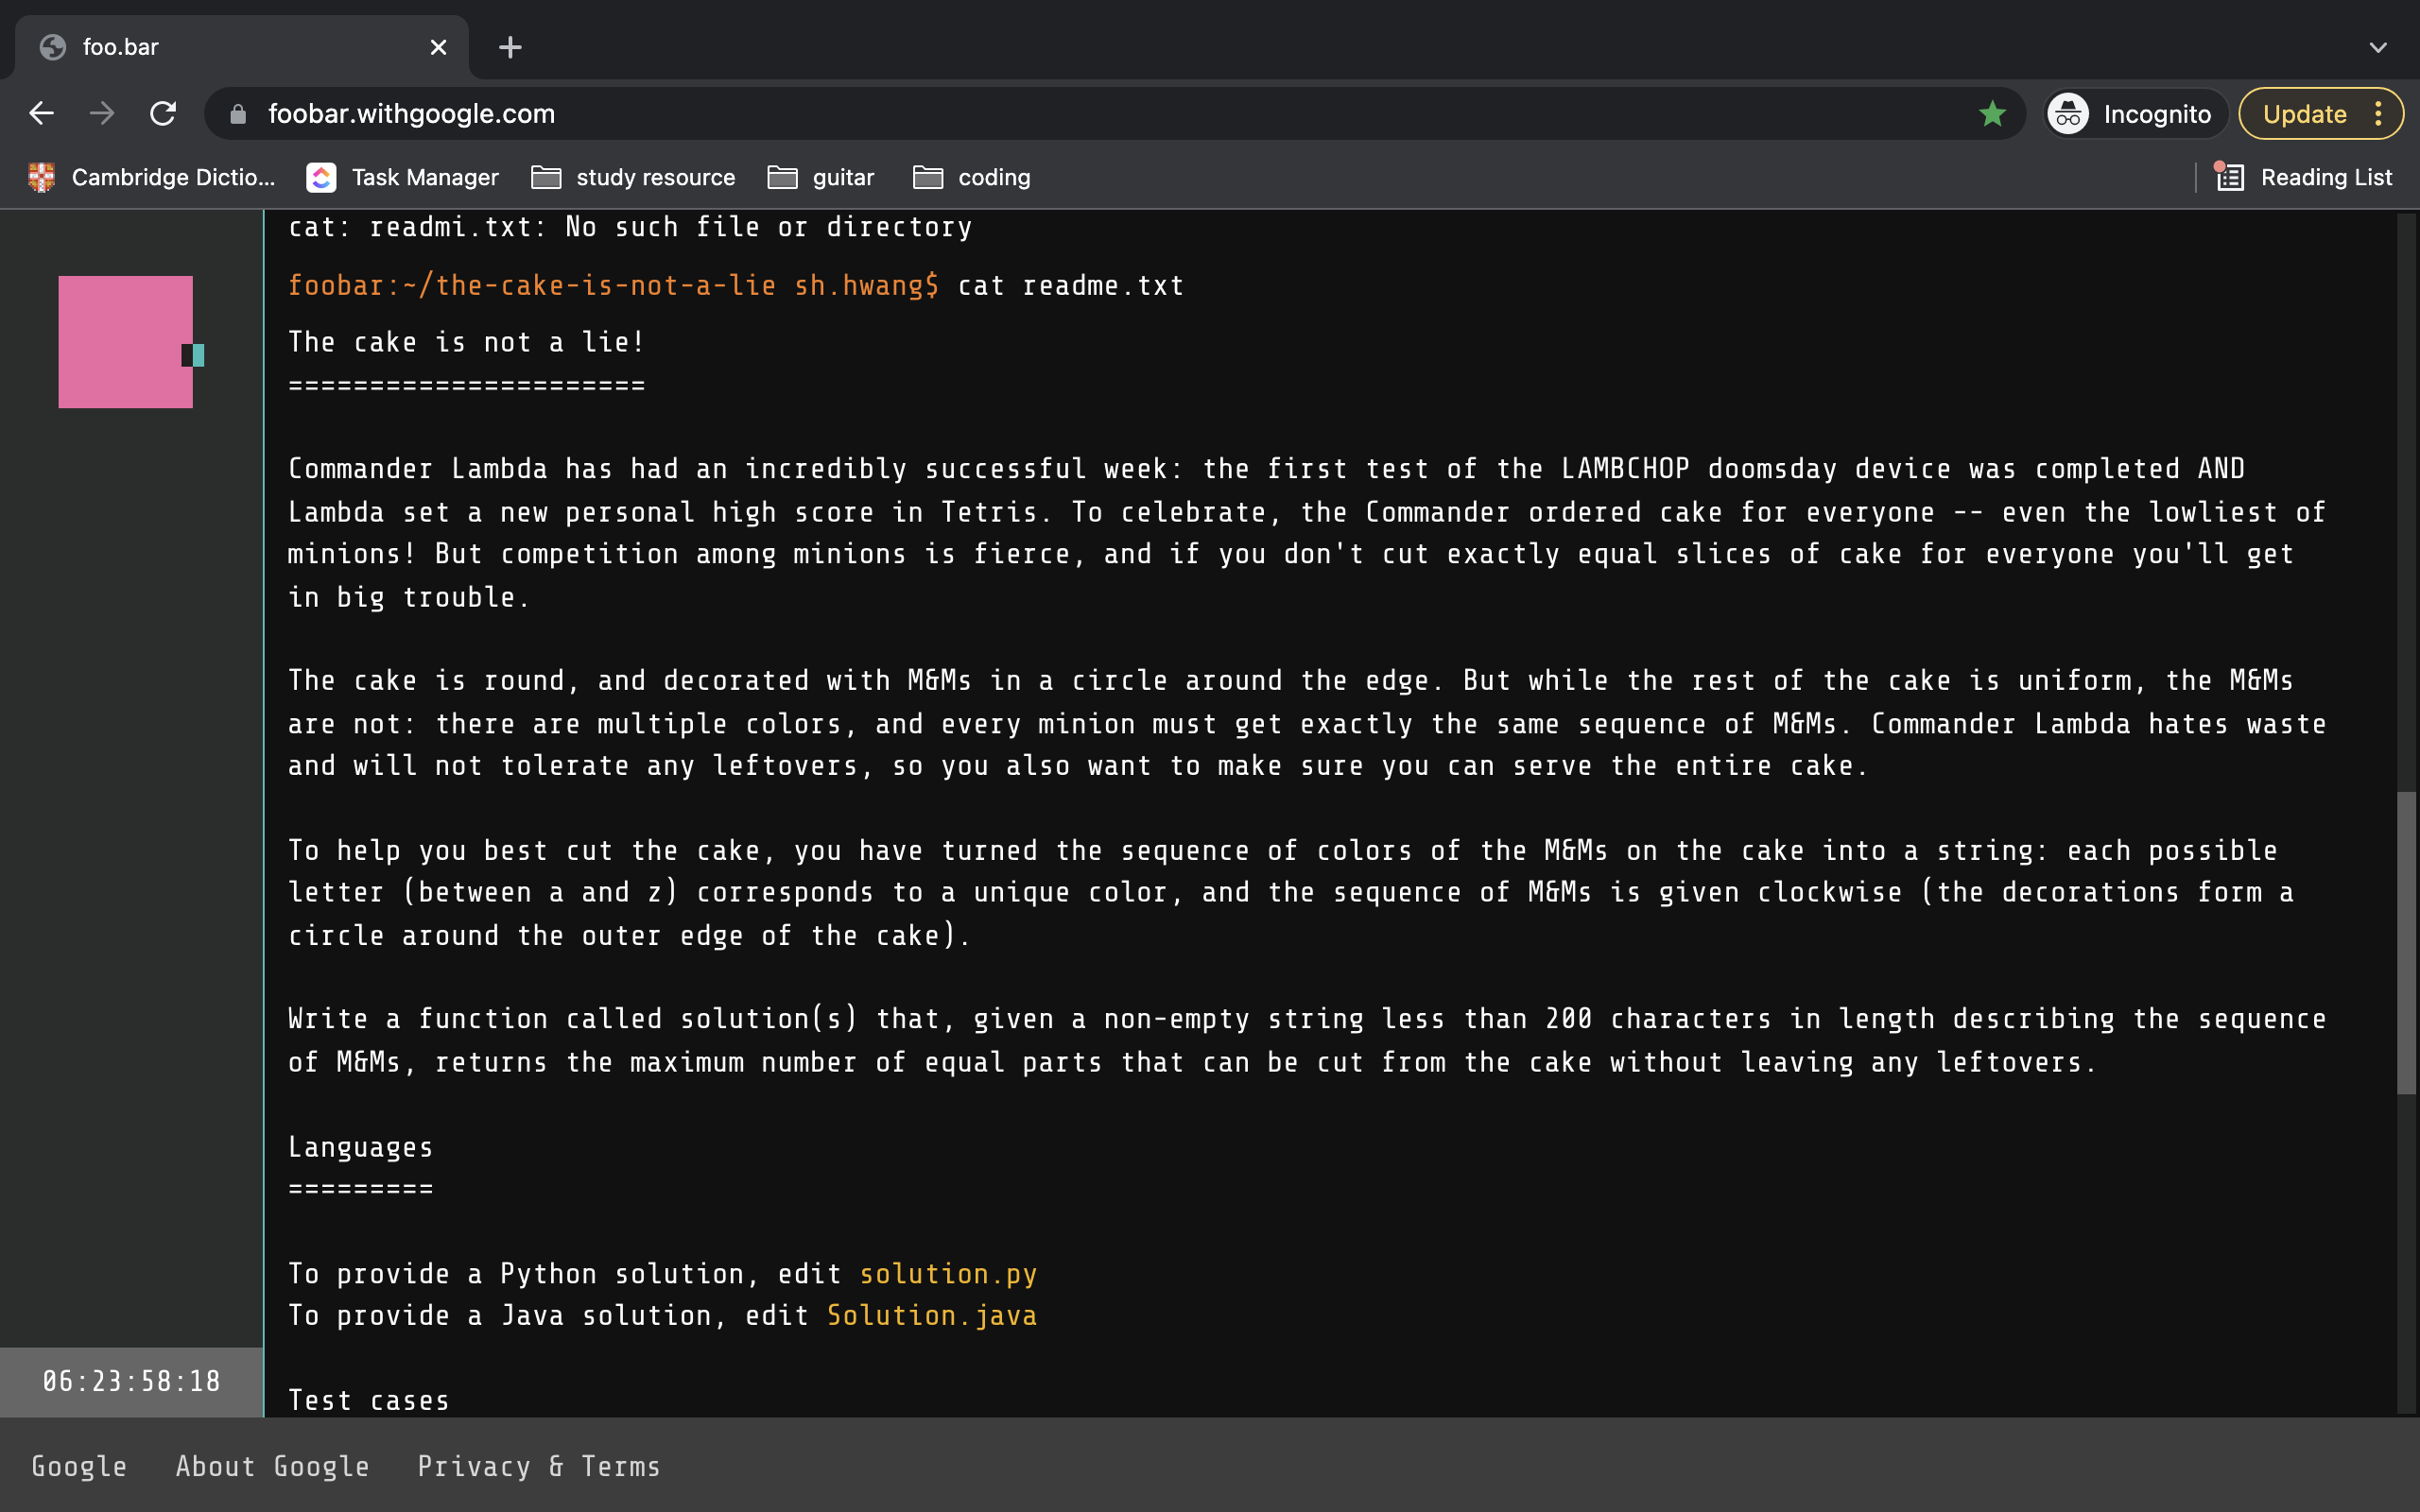 foo.bar
foobar.withgoogle.com
Incognito
Update
Cambridge Dictio...
Task Manager
study resource
guitar
coding
Reading List
cat: readmi.txt: No such file or directory
foobar:~/the-cake-is-not-a-lie sh.hwang$ cat readme.txt
The cake is not a lie!
======================
Commander Lambda has had an incredibly successful week: the first test of the LAMBCHOP doomsday device was completed AND
Lambda set a new personal high score in Tetris. To celebrate, the Commander ordered cake for everyone -- even the lowliest of
minions! But competition among minions is fierce, and if you don't cut exactly equal slices of cake for everyone you'll get
in big trouble.
The cake is round, and decorated with M&Ms in a circle around the edge. But while the rest of the cake is uniform, the M&Ms
are not: there are multiple colors, and every minion must get exactly the same sequence of M&Ms. Commander Lambda hates waste
and will not tolerate any leftovers, so you also want to make sure you can serve the entire cake.
To help you best cut the cake, you have turned the sequence of colors of the M&Ms on the cake into a string: each possible
letter (between a and z) corresponds to a unique color, and the sequence of M&Ms is given clockwise (the decorations form a
circle around the outer edge of the cake).
Write a function called solution(s) that, given a non-empty string less than 200 characters in length describing the sequence
of M&Ms, returns the maximum number of equal parts that can be cut from the cake without leaving any leftovers.
Languages
=========
To provide a Python solution, edit solution.py
To provide a Java solution, edit Solution.java
Test cases
06:23:58:18
Google
About Google
Privacy & Terms